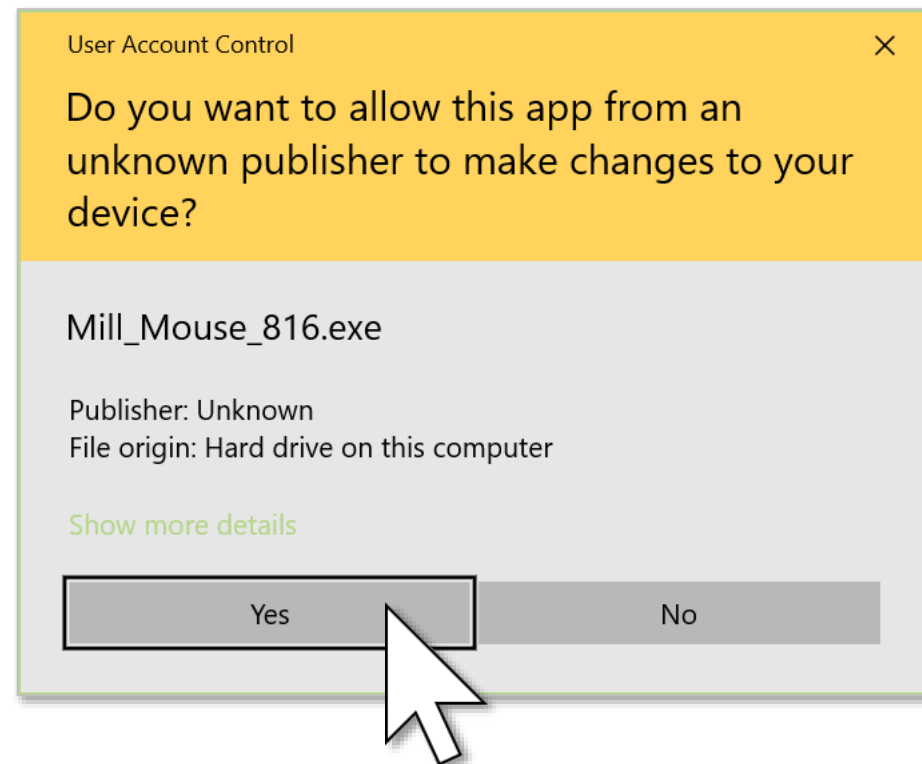 User Account Control
Do you want to allow this app from an
unknown publisher to make changes to your
device?
Mill_Mouse_816.exe
Publisher: Unknown
File origin: Hard drive on this computer
Show more details
Yes
No